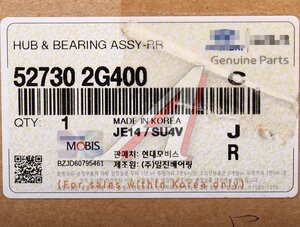 HUB & BEARING ASSY-RR
Genuine Parts
52730 2G400
C
QTY:
1
MADE IN KOREA
JE14 / SU4V
J
MOBIS
판매처: 현대모비스
R
BZJD60795461
제조원: (주)일진베어링
(For sales within Korea only)